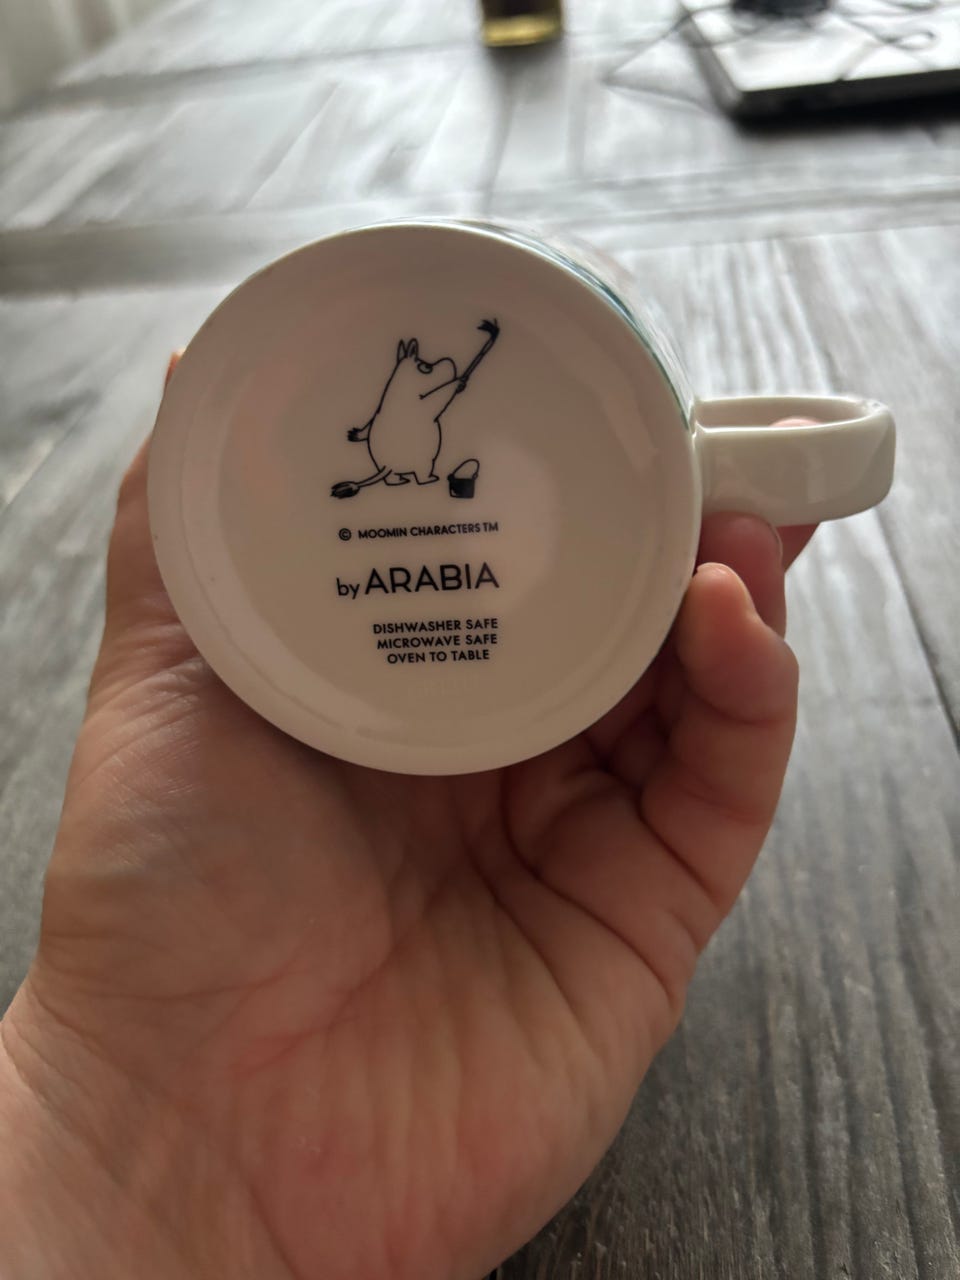 © MOOMIN CHARACTERS TM
by ARABIA
DISHWASHER SAFE
MICROWAVE SAFE
OVEN TO TABLE